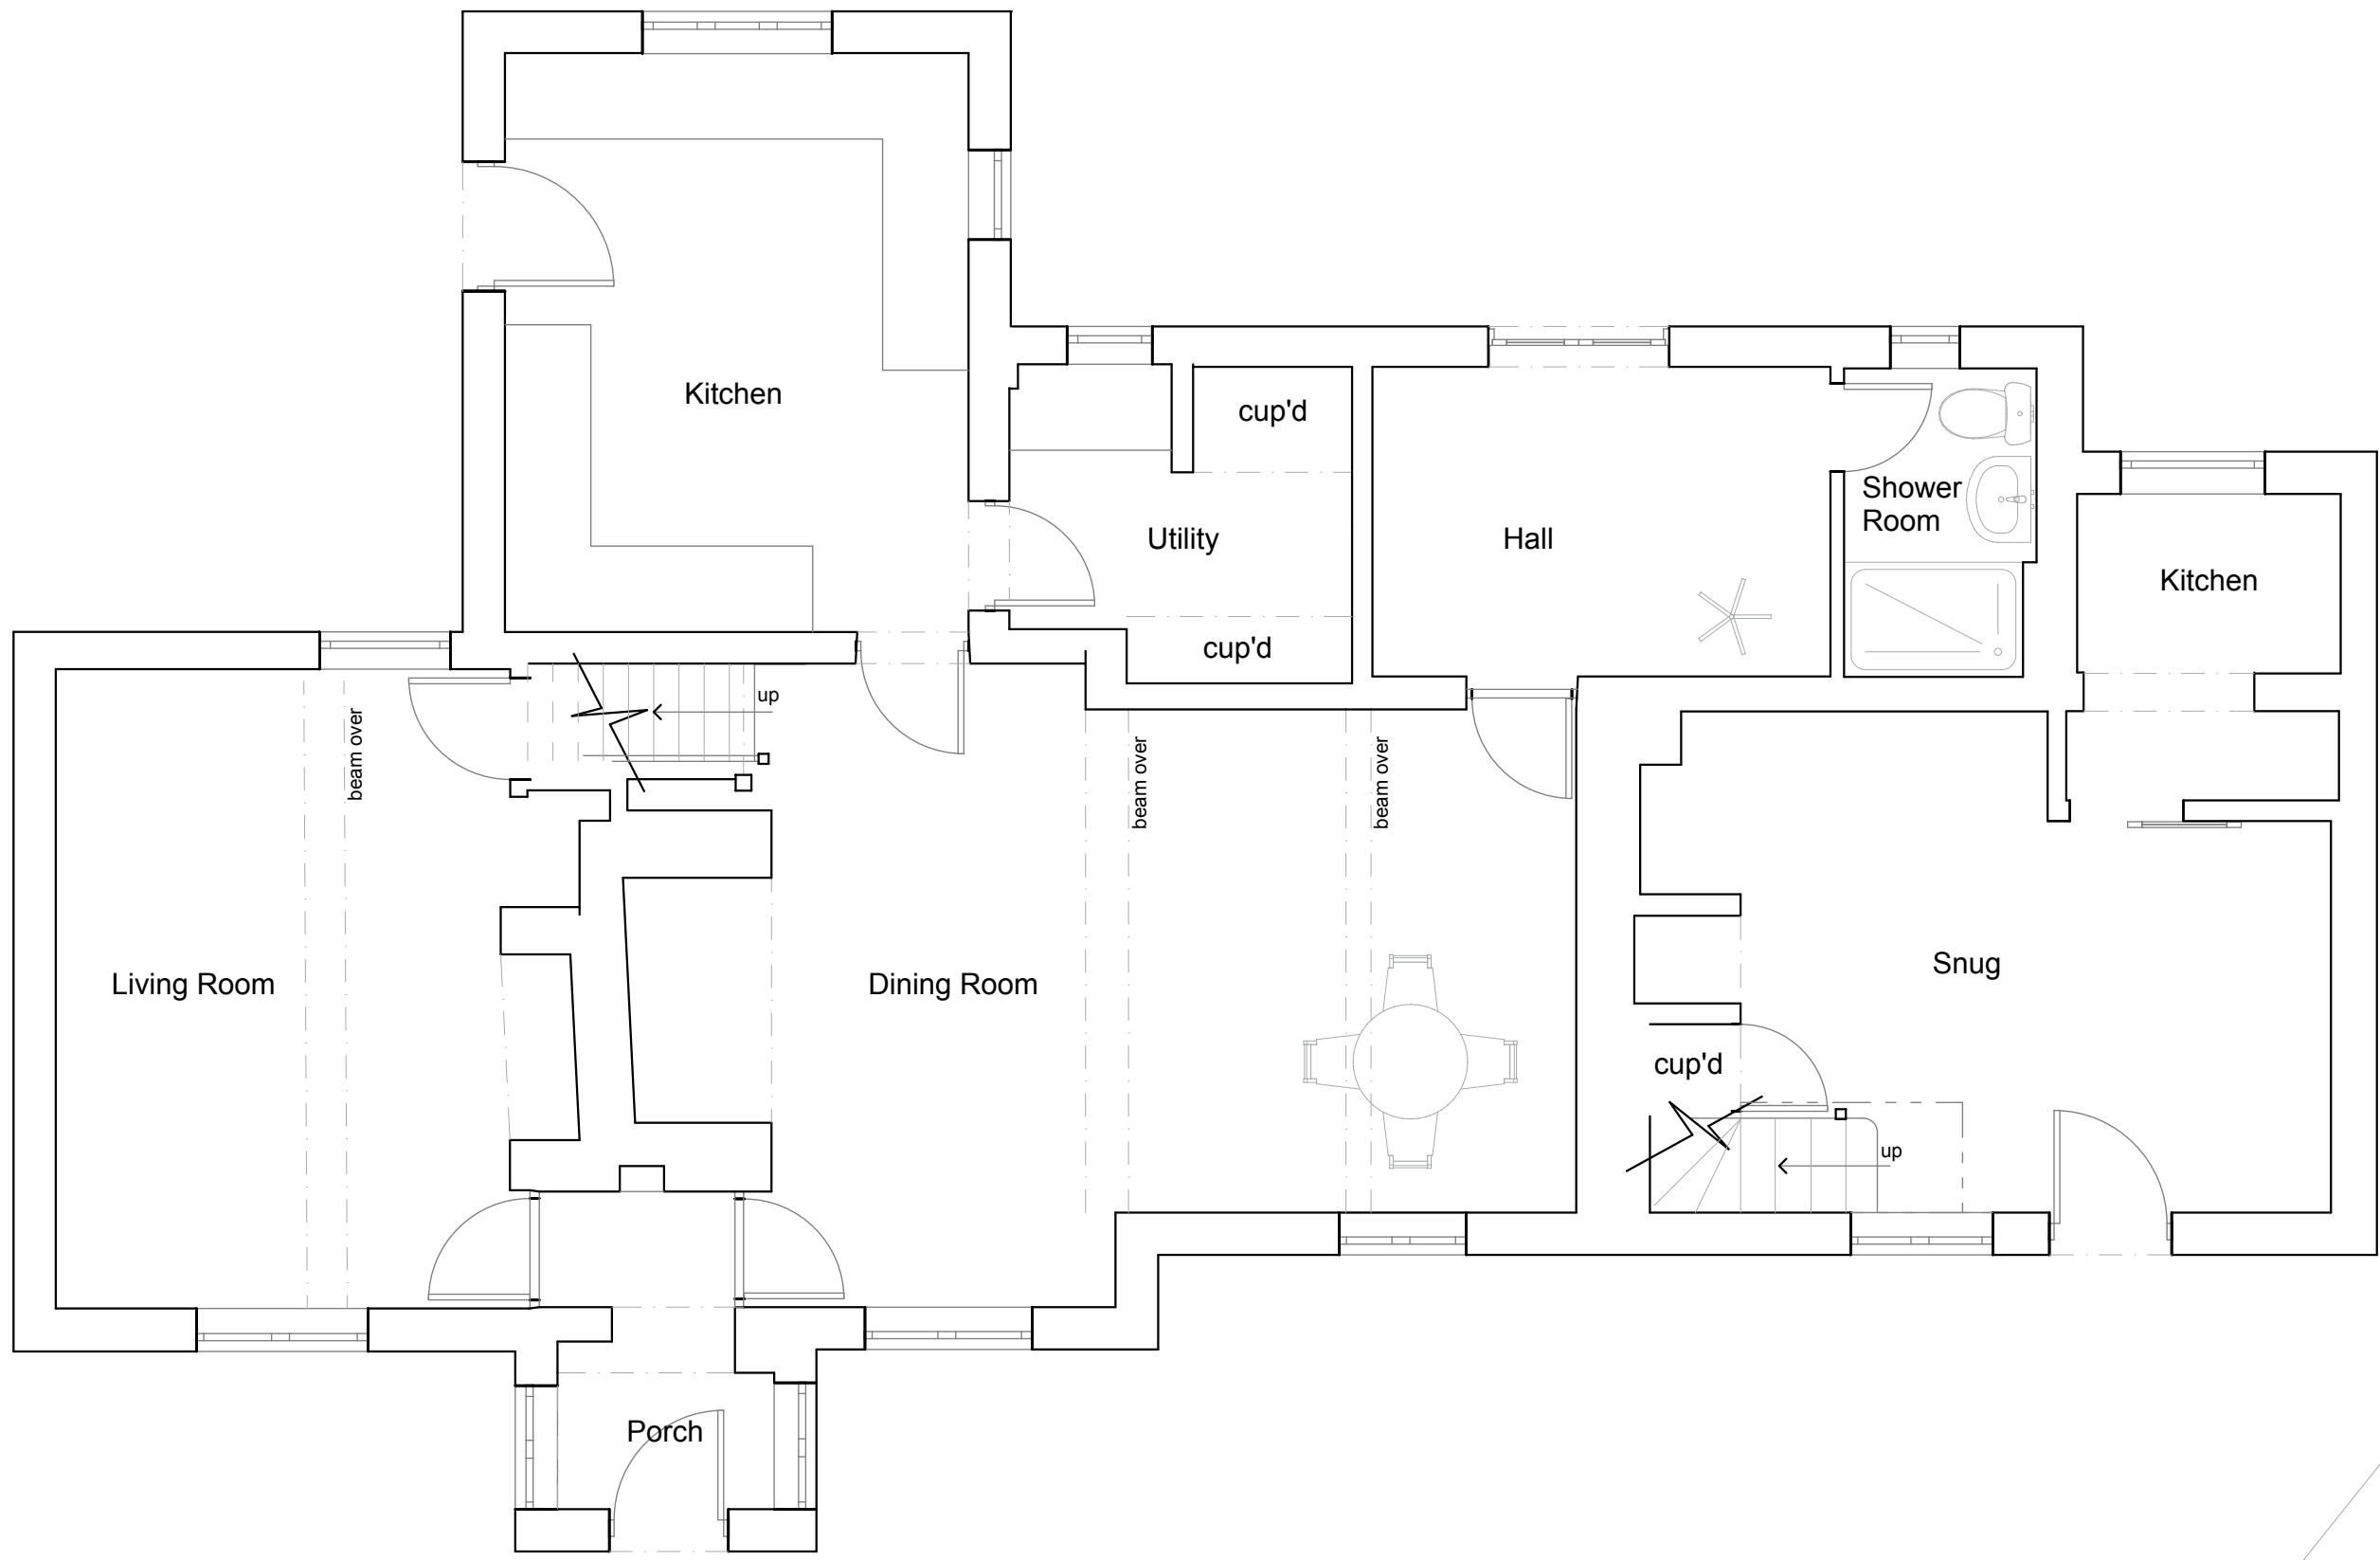 Kitchen
cup'd
Shower
Room
Utility
Hall
Kitchen
cup'd
up
beam over
beam over
beam over
Living Room
Dining Room
Snug
cup'd
up
Porch